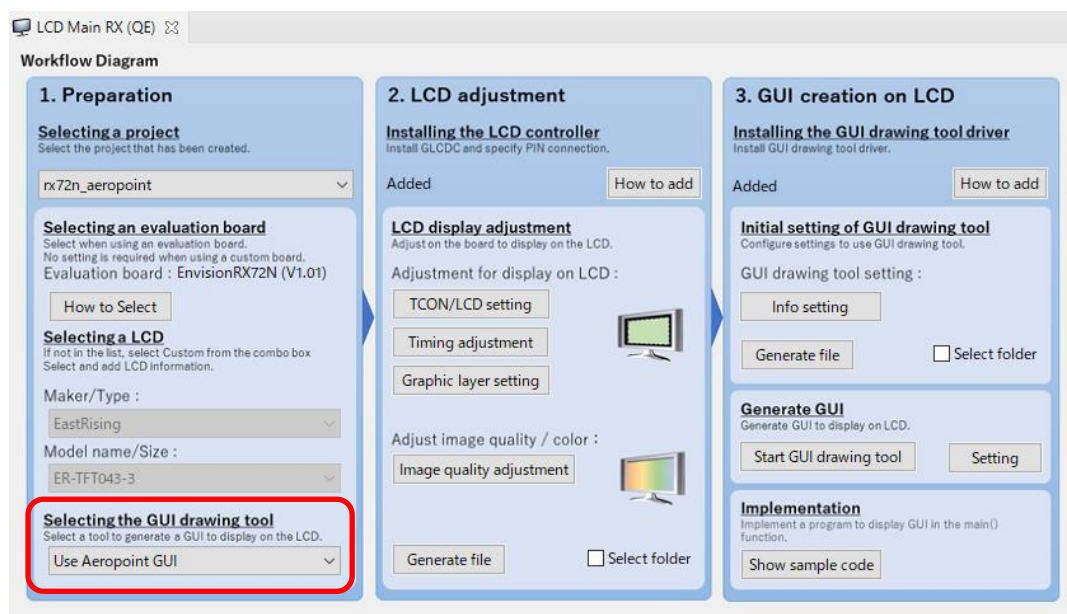 LCD Main RX (QE)
Workflow Diagram
1. Preparation
Selecting a project
Select the project that has been created.
rx72n_aeropoint
Selecting an evaluation board
Select when using an evaluation board.
No setting is required when using a custom board.
Evaluation board : EnvisionRX72N (V1.01)
How to Select
Selecting a LCD
If not in the list, select Custom from the combo box
Select and add LCD information.
Maker/Type :
EastRising
Model name/Size :
ER-TFT043-3
Selecting the GUI drawing tool
Select a tool to generate a GUI to display on the LCD.
Use Aeropoint GUI
2. LCD adjustment
Installing the LCD controller
Install GLCDC and specify PIN connection.
Added
How to add
LCD display adjustment
Adjust on the board to display on the LCD.
Adjustment for display on LCD :
TCON/LCD setting
Timing adjustment
Graphic layer setting
Adjust image quality / color :
Image quality adjustment
Generate file
Select folder
3. GUI creation on LCD
Installing the GUI drawing tool driver
Install GUI drawing tool driver.
Added
How to add
Initial setting of GUI drawing tool
Configure settings to use GUI drawing tool.
GUI drawing tool setting :
Info setting
Generate file
Select folder
Generate GUI
Generate GUI to display on LCD.
Start GUI drawing tool
Setting
Implementation
Implement a program to display GUI in the main()
function.
Show sample code